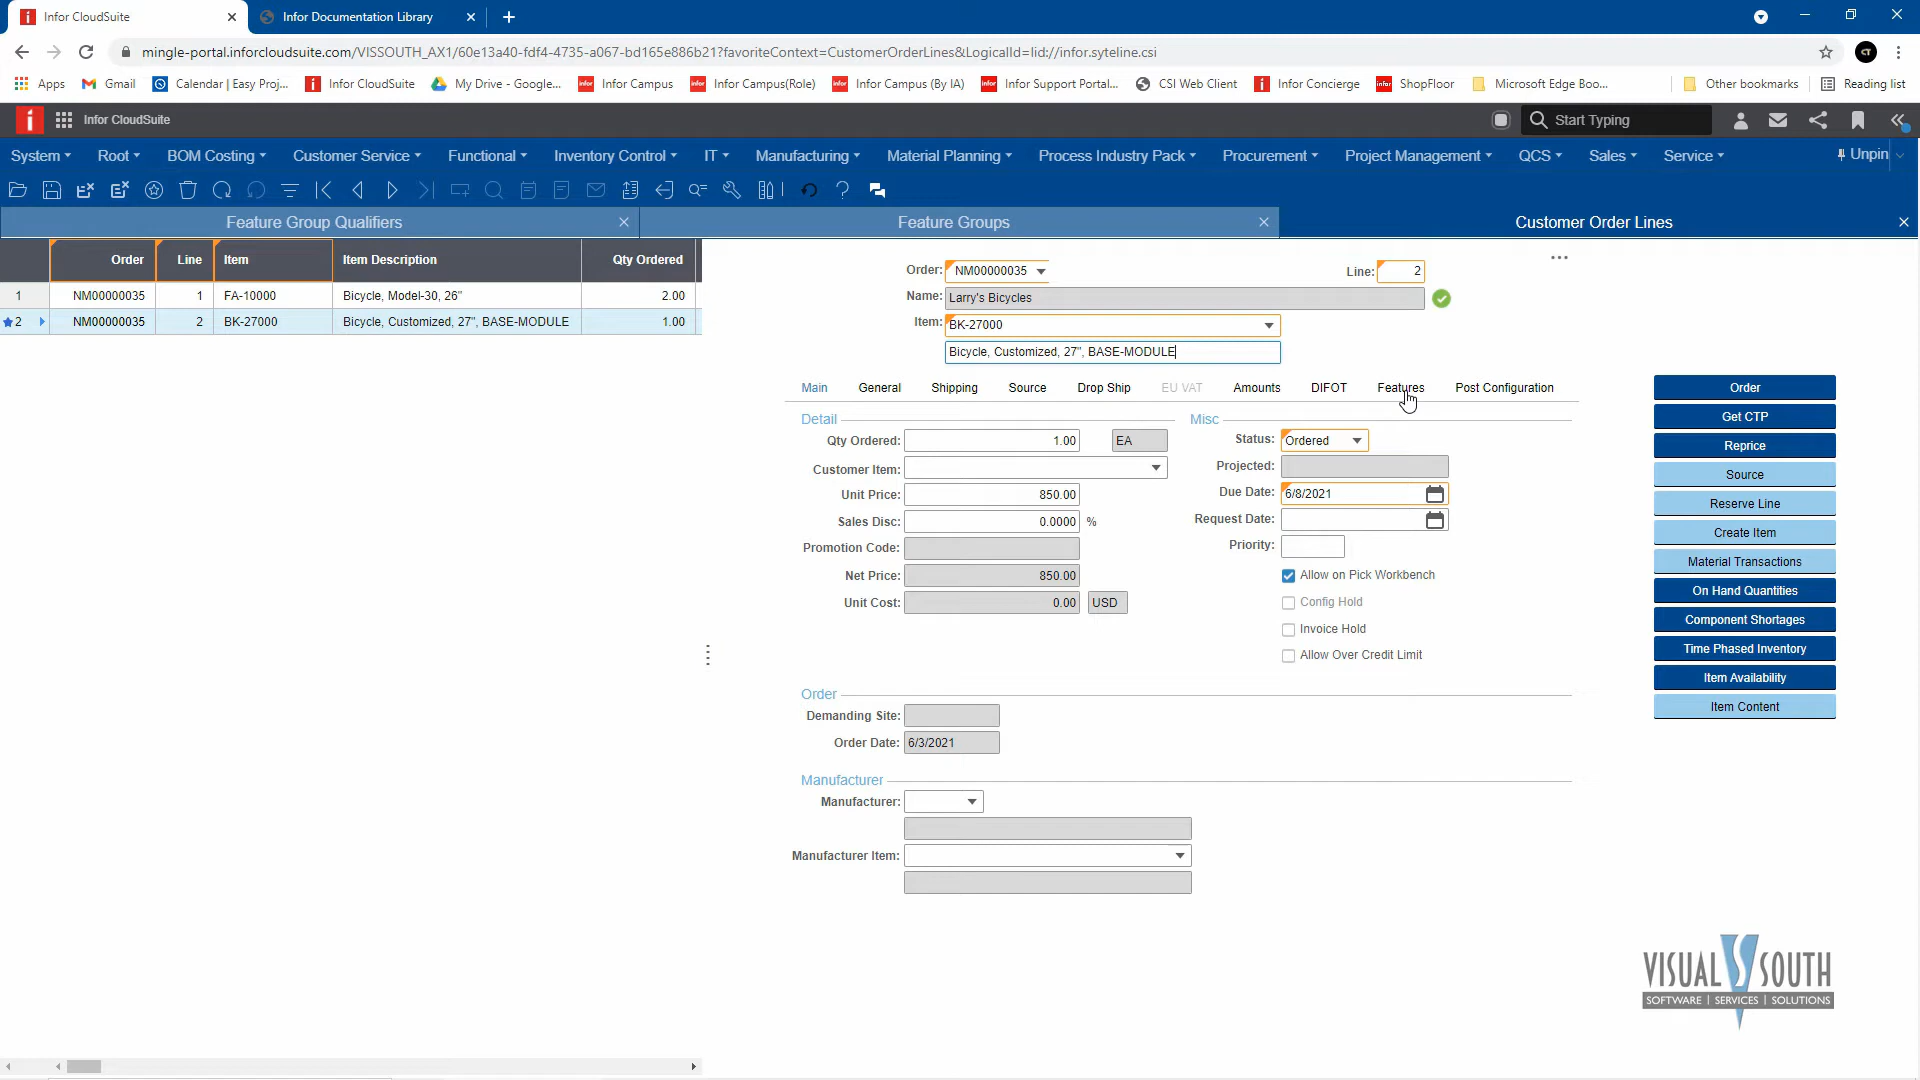 Infor CloudSuite
Infor Documentation Library
mingle-portal.inforcloudsuite.com/VISSOUTH_AX1/60e13a40-fdf4-4735-a067-bd165e886b21?favoriteContext=CustomerOrderLines&LogicalId=lid://infor.syteline.csi
CT
Apps Gmail Calendar | Easy Proj... Infor CloudSuite My Drive - Google... Infor Campus Infor Campus(Role) Infor Campus (By IA) Infor Support Portal... CSI Web Client Infor Concierge ShopFloor Microsoft Edge Boo... Other bookmarks Reading list
Infor CloudSuite Start Typing
System Root BOM Costing Customer Service Functional Inventory Control IT Manufacturing Material Planning Process Industry Pack Procurement Project Management QCS Sales Service Unpin
Feature Group Qualifiers Feature Groups Customer Order Lines
Order Line Item Item Description Qty Ordered
1 NM00000035 1 FA-10000 Bicycle, Model-30, 26" 2.00
2 NM00000035 2 BK-27000 Bicycle, Customized, 27", BASE-MODULE 1.00
Order: NM00000035 Line: 2
Name: Larry's Bicycles
Item: BK-27000
Bicycle, Customized, 27", BASE-MODULE
Main General Shipping Source Drop Ship EU VAT Amounts DIFOT Features Post Configuration
Detail
Qty Ordered: 1.00 EA
Customer Item:
Unit Price: 850.00
Sales Disc: 0.0000 %
Promotion Code:
Net Price: 850.00
Unit Cost: 0.00 USD
Misc
Status: Ordered
Projected:
Due Date: 6/8/2021
Request Date:
Priority:
Allow on Pick Workbench
Config Hold
Invoice Hold
Allow Over Credit Limit
Order
Demanding Site:
Order Date: 6/3/2021
Manufacturer
Manufacturer:
Manufacturer Item:
Order
Get CTP
Reprice
Source
Reserve Line
Create Item
Material Transactions
On Hand Quantities
Component Shortages
Time Phased Inventory
Item Availability
Item Content
VISUAL SOUTH
SOFTWARE | SERVICES | SOLUTIONS